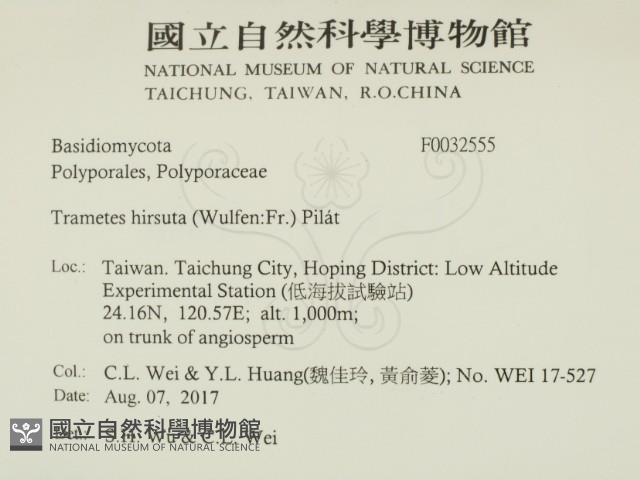 國立自然科學博物館
NATIONAL MUSEUM OF NATURAL SCIENCE
TAICHUNG, TAIWAN, R.O.CHINA
Basidiomycota F0032555
Polyporales, Polyporaceae
Trametes hirsuta (Wulfen:Fr.) Pilát
Loc.: Taiwan. Taichung City, Hoping District: Low Altitude
Experimental Station (低海拔試驗站)
24.16N, 120.57E; alt. 1,000m;
on trunk of angiosperm
Col.: C.L. Wei & Y.L. Huang(魏佳玲, 黃俞菱); No. WEI 17-527
Date: Aug. 07, 2017
S.H. Wu & C.L. Wei
國立自然科學博物館
NATIONAL MUSEUM OF NATURAL SCIENCE